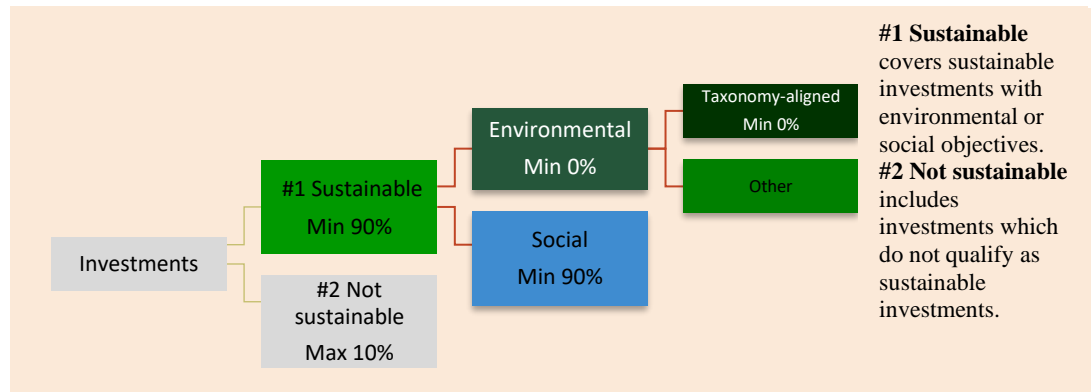 Investments
#1 Sustainable
Min 90%
#2 Not
sustainable
Max 10%
Environmental
Min 0%
Social
Min 90%
Taxonomy-aligned
Min 0%
Other
#1 Sustainable
covers sustainable
investments with
environmental or
social objectives.
#2 Not sustainable
includes
investments which
do not qualify as
sustainable
investments.